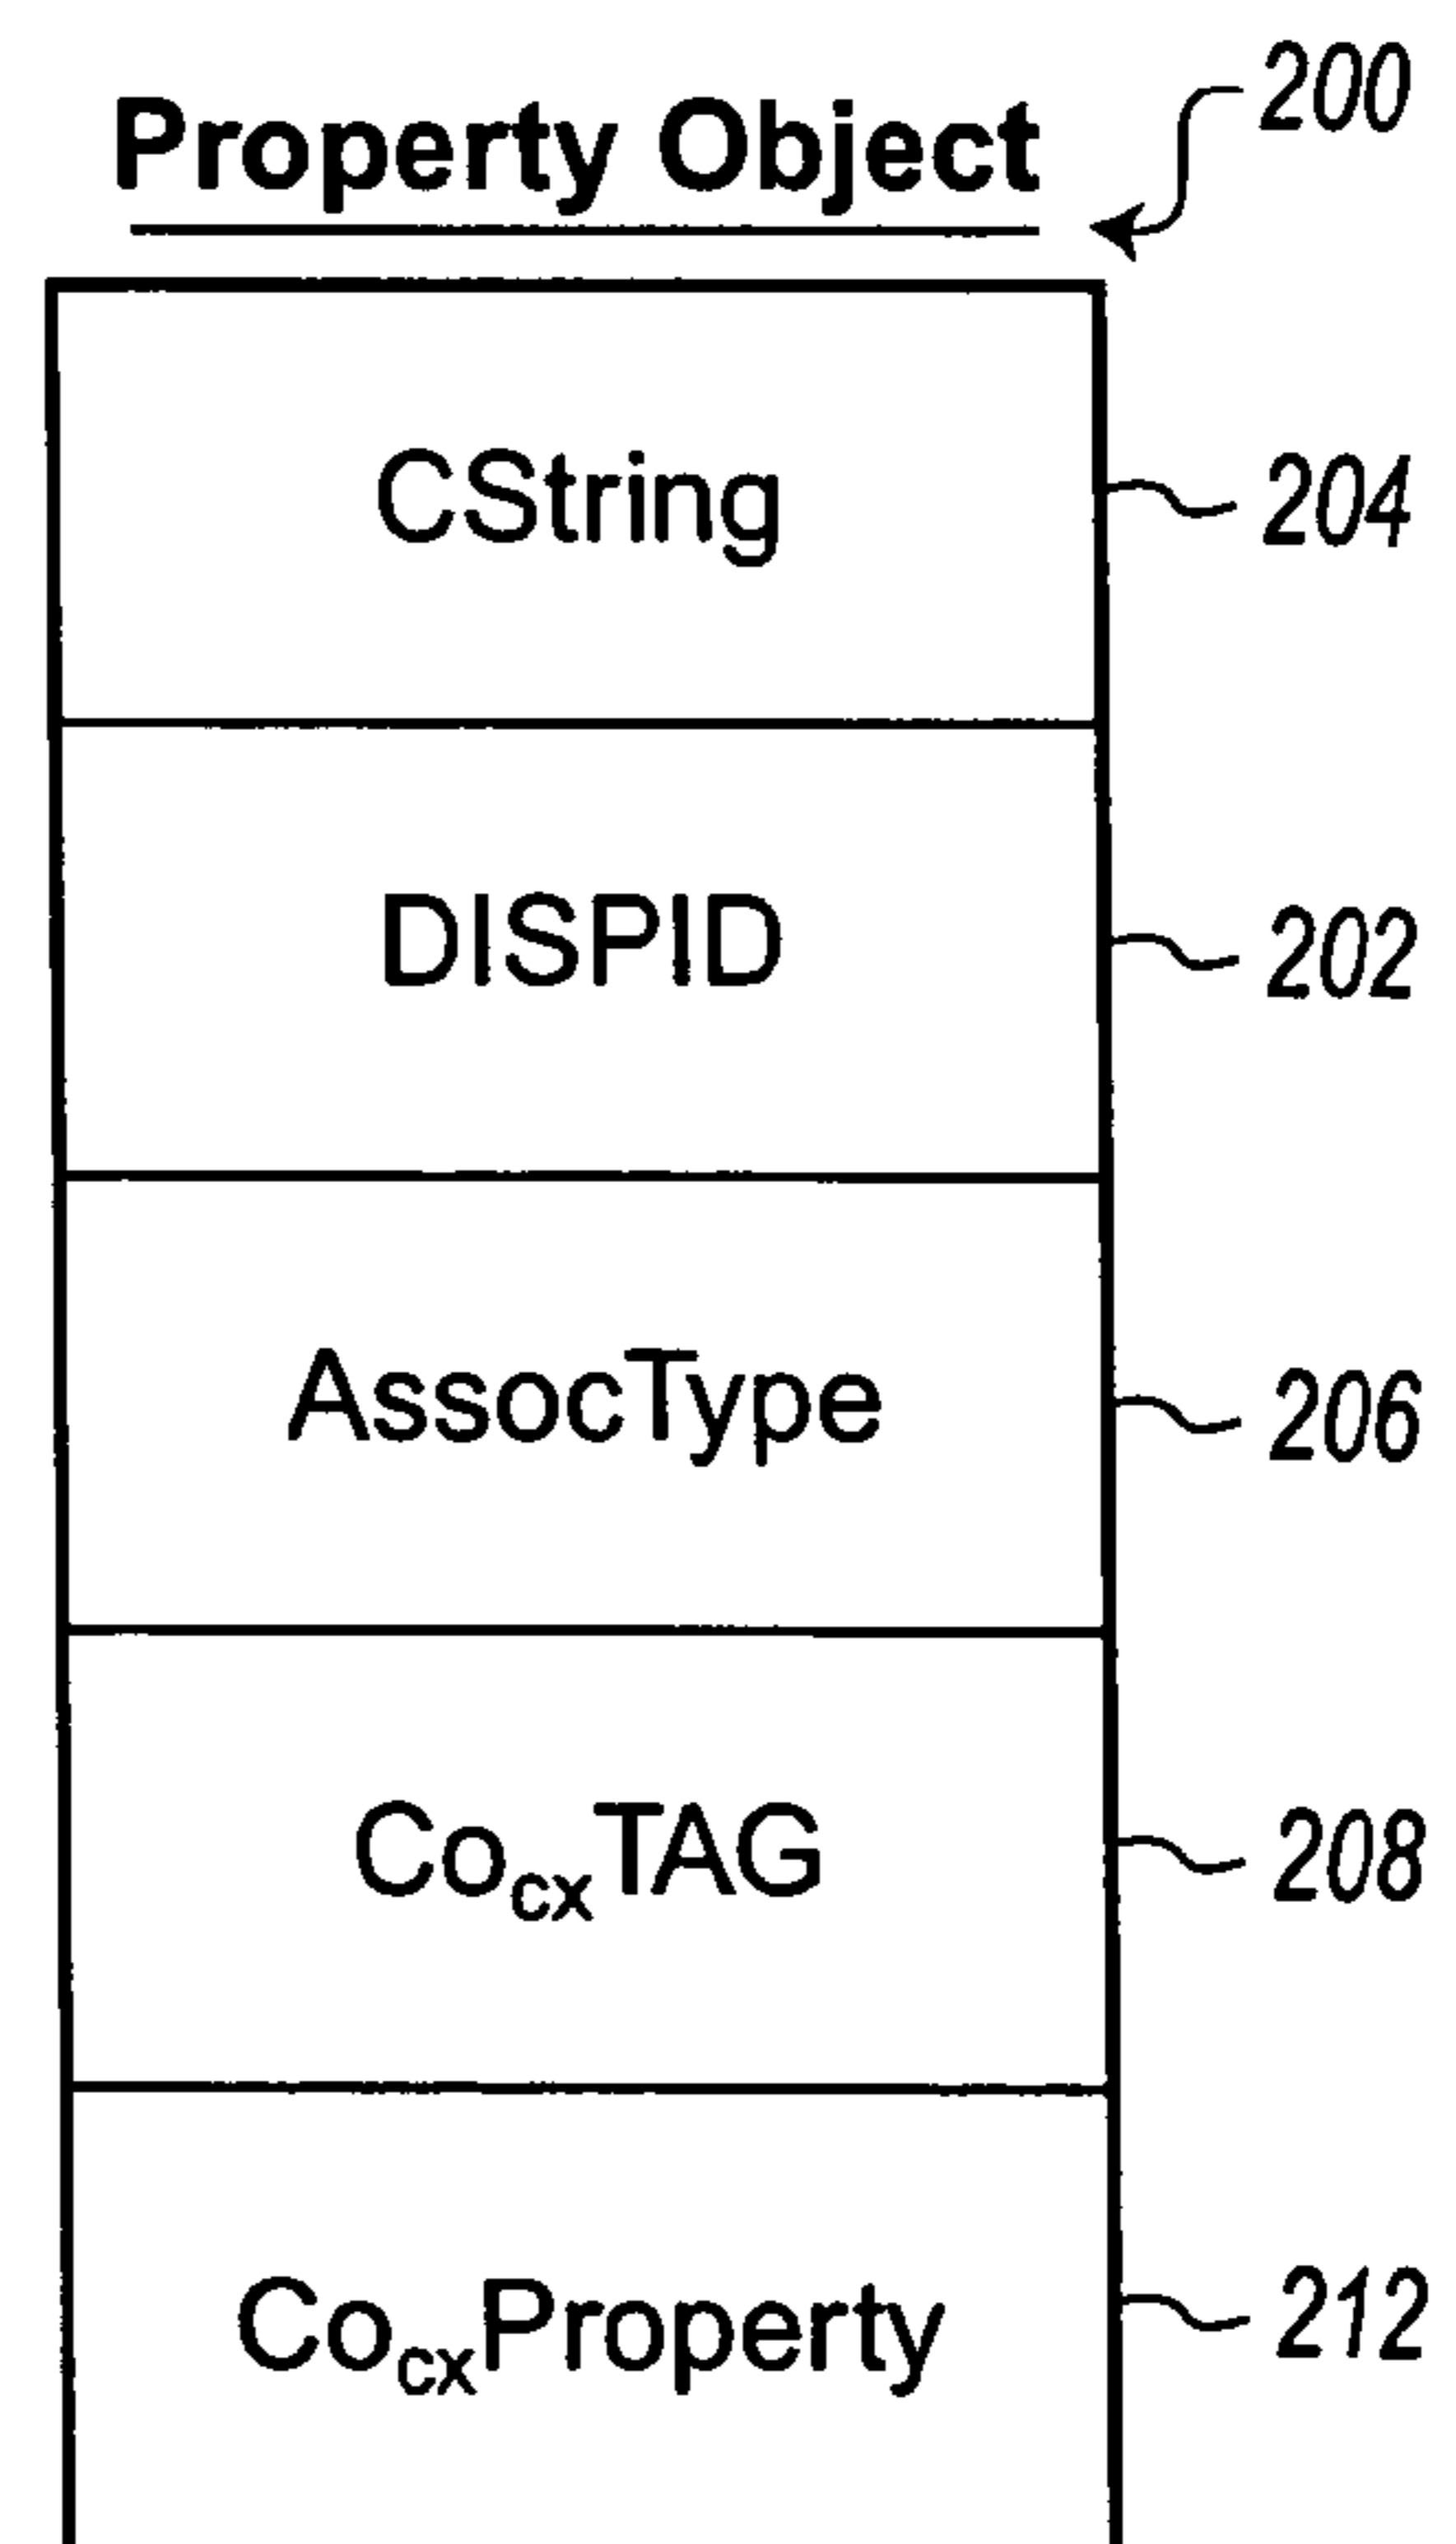 Property Object 200
CString 204
DISPID 202
AssocType 206
CocxTAG 208
CocxProperty 212